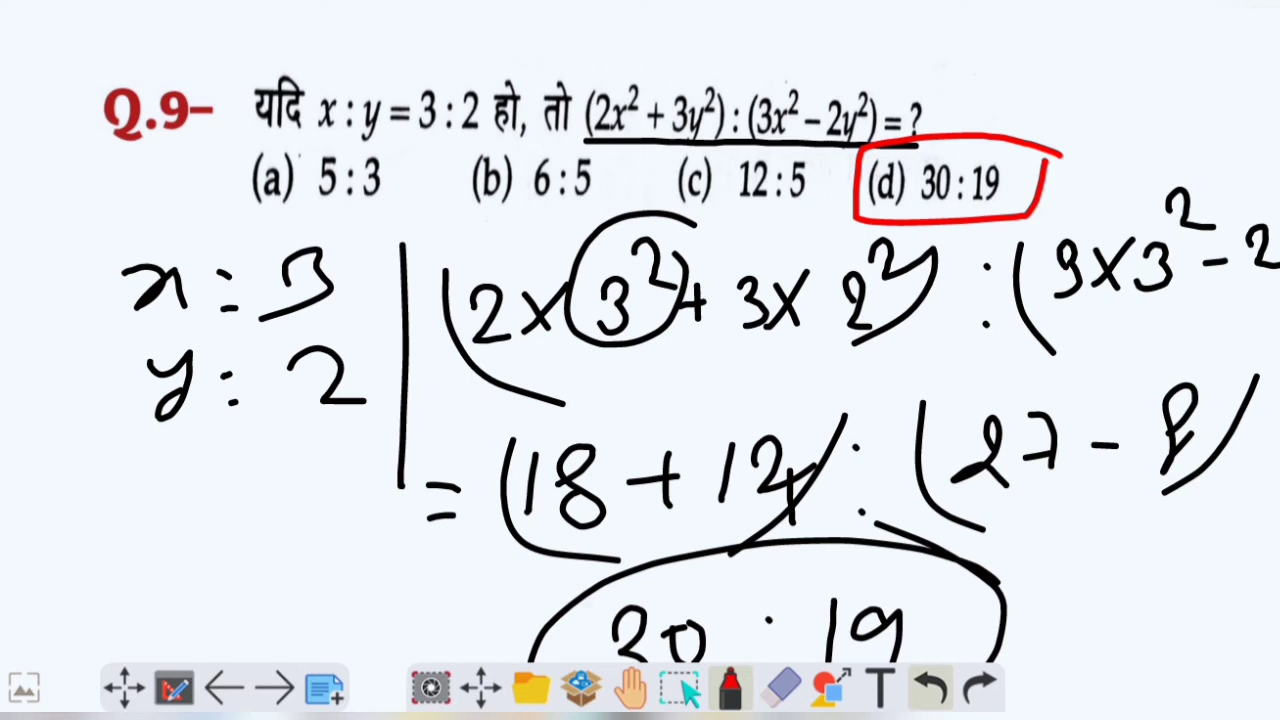 Q.9– यदि x : y = 3 : 2 हो, तो (2x² + 3y²) : (3x² – 2y²) = ?
(a) 5 : 3 (b) 6 : 5 (c) 12 : 5 (d) 30 : 19
x = 3 (2 × 3² + 3 × 2²) : (3 × 3² – 2
y = 2
= (18 + 12) : (27 – 8)
30 : 19
T